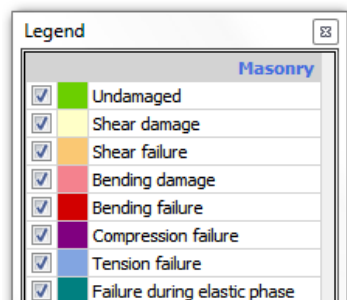 Legend
Masonry
Undamaged
Shear damage
Shear failure
Bending damage
Bending failure
Compression failure
Tension failure
Failure during elastic phase